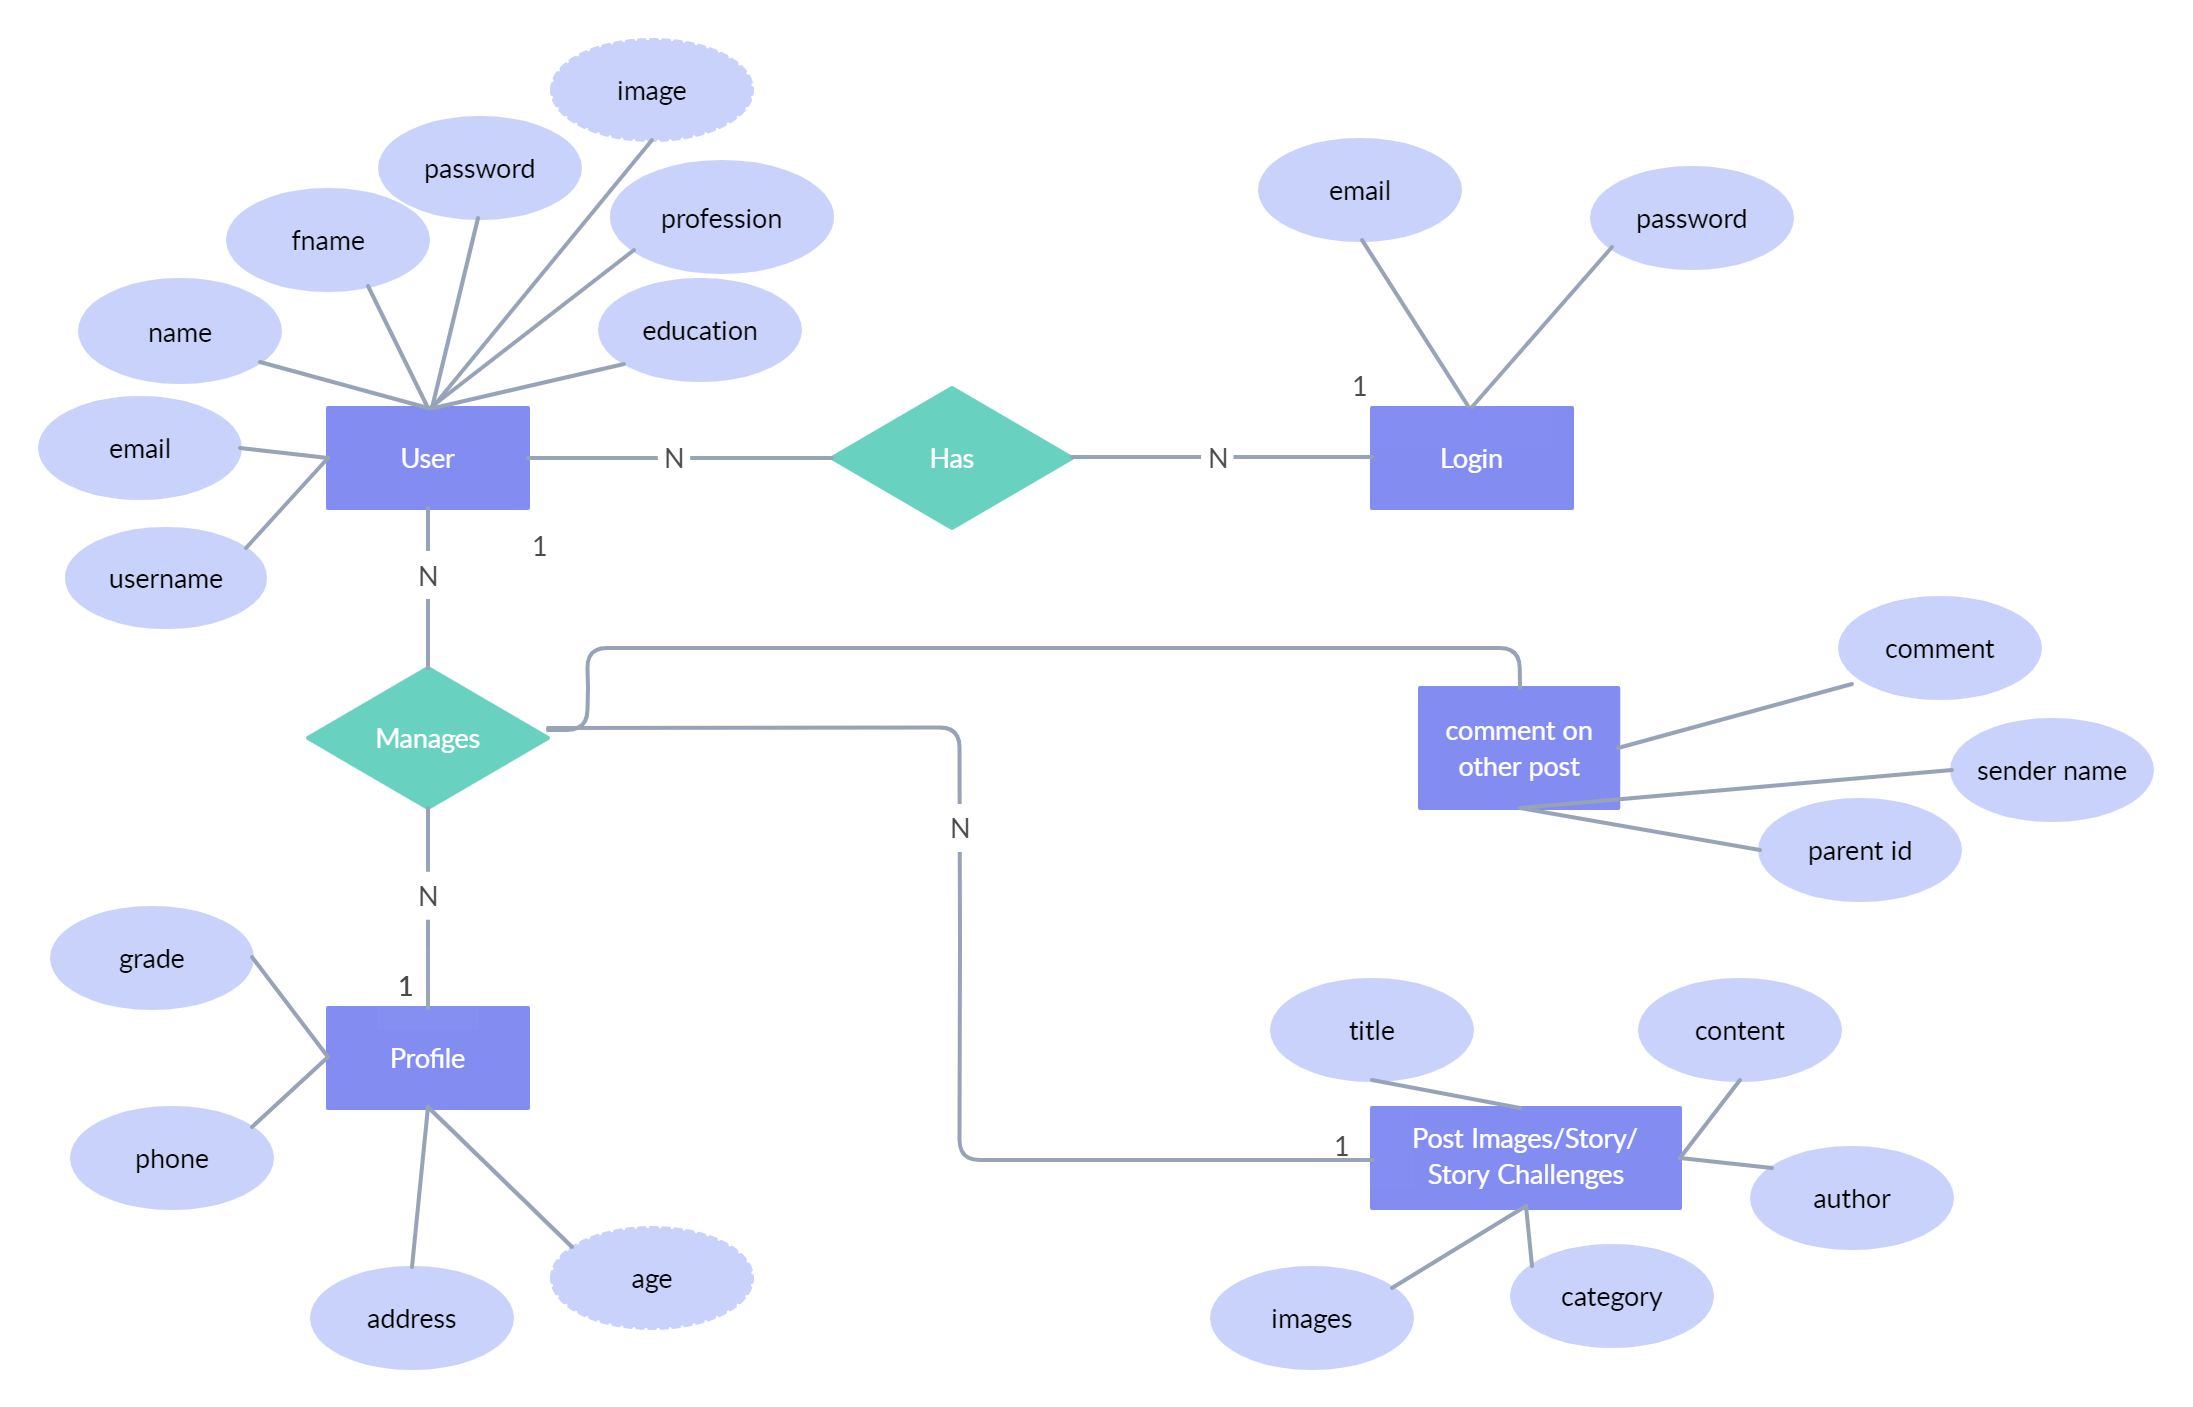 image
password
email
profession
password
fname
name
education
1
email
User
N
Has
N
Login
1
N
username
comment
comment on
other post
Manages
sender name
N
parent id
N
grade
1
title
content
Profile
1
Post Images/Story/
Story Challenges
phone
author
age
category
address
images